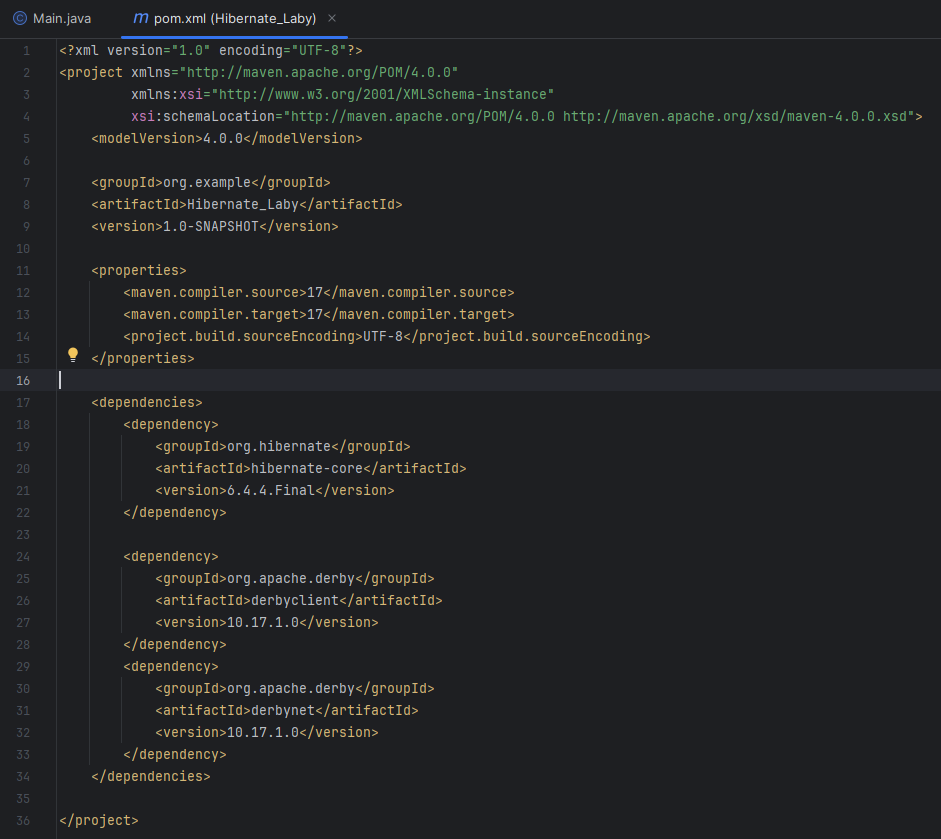 Main.java
pom.xml (Hibernate_Laby)
1 <?xml version="1.0" encoding="UTF-8"?>
2 <project xmlns="http://maven.apache.org/POM/4.0.0"
3          xmlns:xsi="http://www.w3.org/2001/XMLSchema-instance"
4          xsi:schemaLocation="http://maven.apache.org/POM/4.0.0 http://maven.apache.org/xsd/maven-4.0.0.xsd">
5     <modelVersion>4.0.0</modelVersion>
6
7     <groupId>org.example</groupId>
8     <artifactId>Hibernate_Laby</artifactId>
9     <version>1.0-SNAPSHOT</version>
10
11     <properties>
12         <maven.compiler.source>17</maven.compiler.source>
13         <maven.compiler.target>17</maven.compiler.target>
14         <project.build.sourceEncoding>UTF-8</project.build.sourceEncoding>
15     </properties>
16
17     <dependencies>
18         <dependency>
19             <groupId>org.hibernate</groupId>
20             <artifactId>hibernate-core</artifactId>
21             <version>6.4.4.Final</version>
22         </dependency>
23
24         <dependency>
25             <groupId>org.apache.derby</groupId>
26             <artifactId>derbyclient</artifactId>
27             <version>10.17.1.0</version>
28         </dependency>
29         <dependency>
30             <groupId>org.apache.derby</groupId>
31             <artifactId>derbynet</artifactId>
32             <version>10.17.1.0</version>
33         </dependency>
34     </dependencies>
35
36 </project>